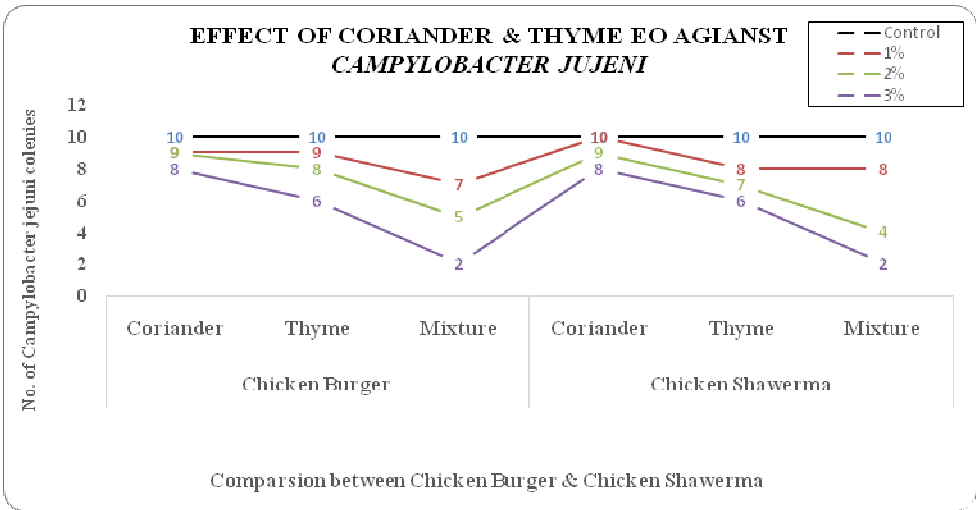 EFFECT OF CORIANDER & THYME EO AGIANST
CAMPYLOBACTER JUJENI
Control
1%
2%
3%
No. of Campylobacter jejuni colonies
12
10
8
6
4
2
0
10 10 10 10 10 10
9 9 7 10 8 8
9 8 5 9 7 4
8 6 2 8 6 2
Coriander Thyme Mixture Coriander Thyme Mixture
Chicken Burger Chicken Shawerma
Comparsion between Chicken Burger & Chicken Shawerma